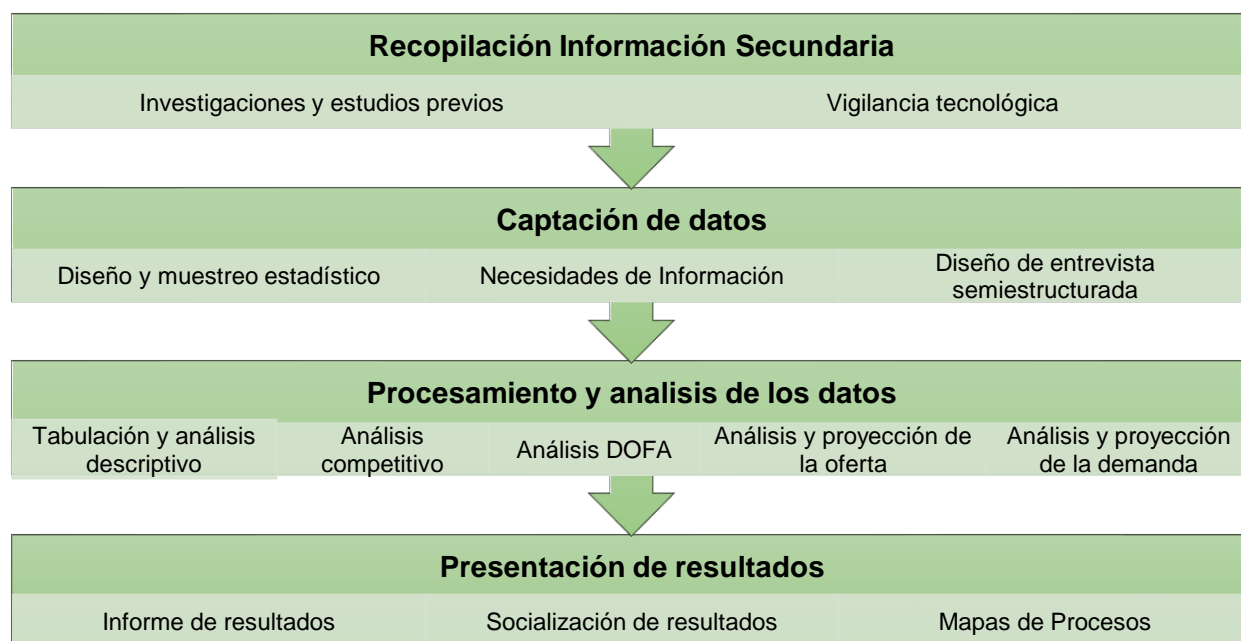 Recopilación Información Secundaria
Investigaciones y estudios previos
Vigilancia tecnológica
Captación de datos
Diseño y muestreo estadístico
Necesidades de Información
Diseño de entrevista
semiestructurada
Procesamiento y analisis de los datos
Tabulación y análisis
descriptivo
Análisis
competitivo
Análisis DOFA
Análisis y proyección de
la oferta
Análisis y proyección
de la demanda
Presentación de resultados
Informe de resultados
Socialización de resultados
Mapas de Procesos